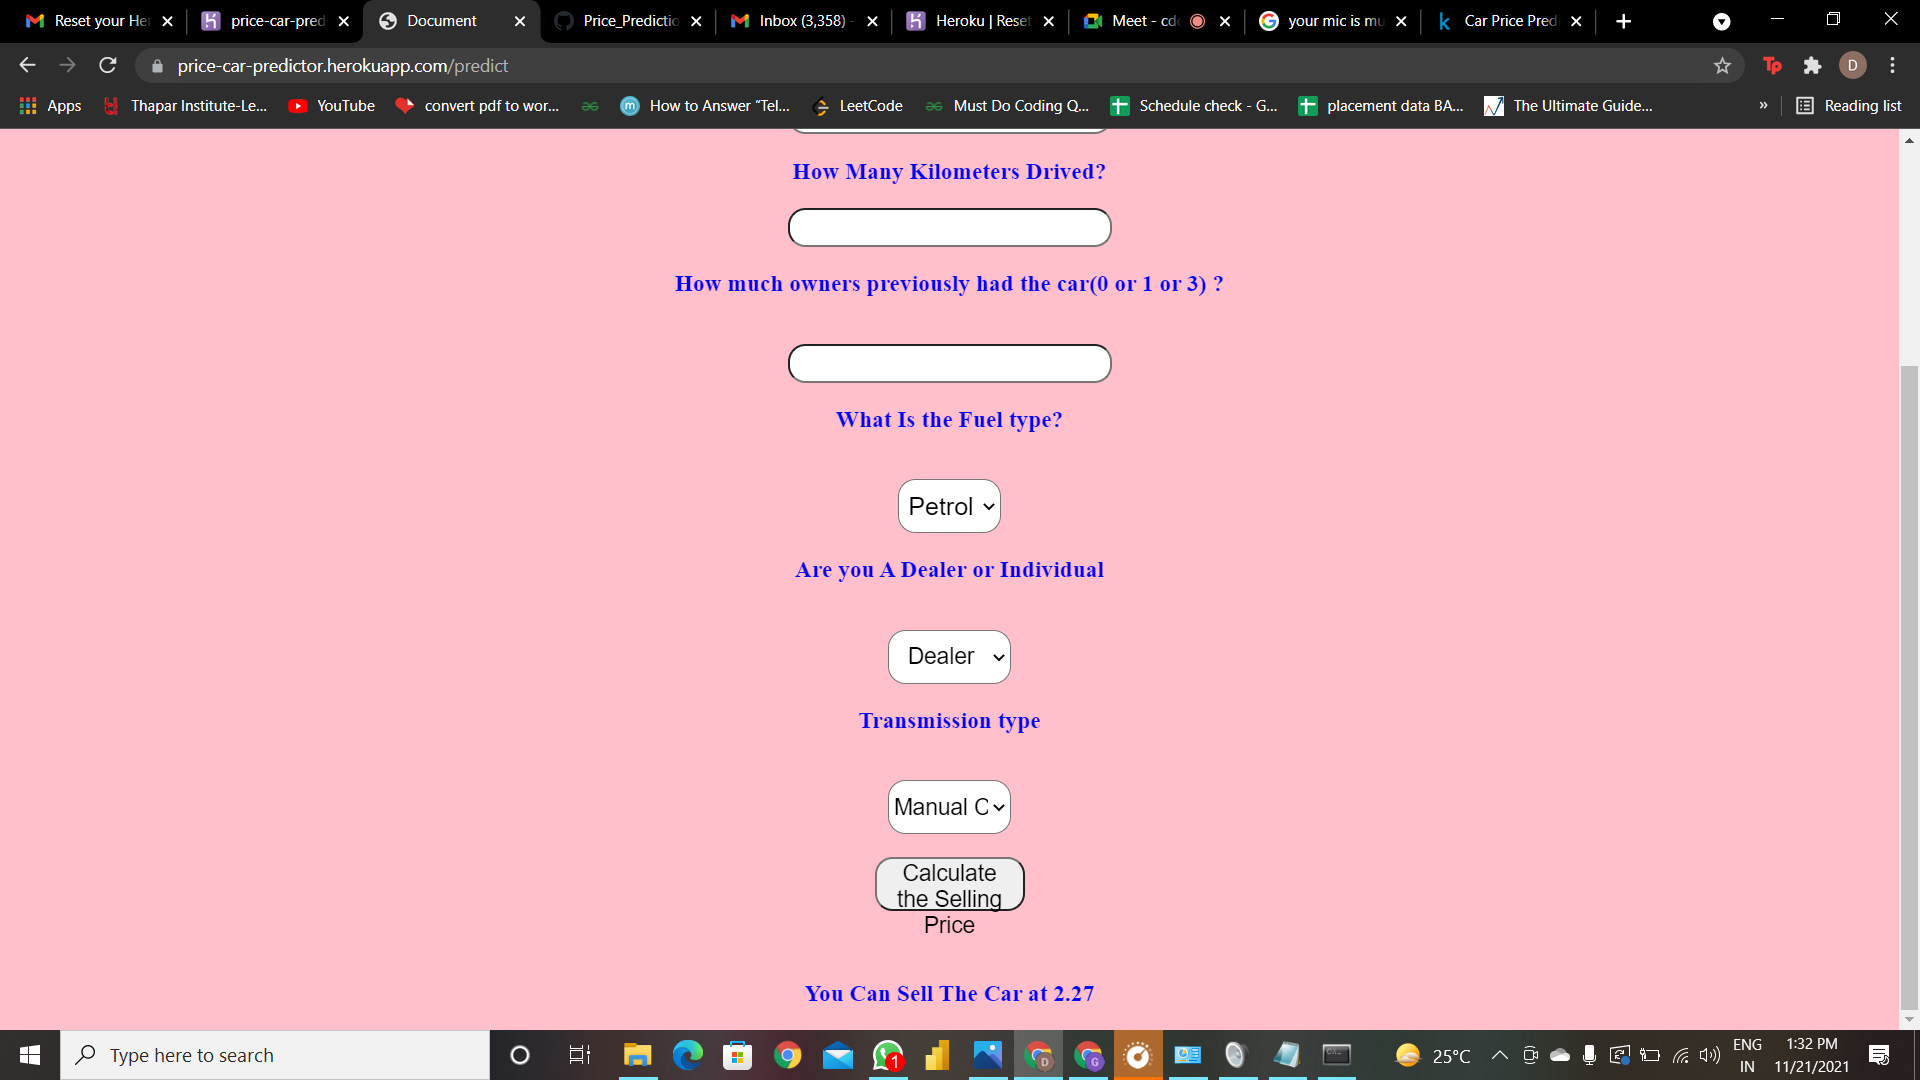 Reset your Her
price-car-pred
Document
Price_Predictio
Inbox (3,358) -
Heroku | Reset
Meet - cd
your mic is mu
Car Price Pred
price-car-predictor.herokuapp.com/predict
Tp
D
Apps
Thapar Institute-Le...
YouTube
convert pdf to wor...
How to Answer “Tel...
LeetCode
Must Do Coding Q...
Schedule check - G...
placement data BA...
The Ultimate Guide...
»
Reading list
How Many Kilometers Drived?
How much owners previously had the car(0 or 1 or 3) ?
What Is the Fuel type?
Petrol
Are you A Dealer or Individual
Dealer
Transmission type
Manual C
Calculate
the Selling
Price
You Can Sell The Car at 2.27
Type here to search
1
25°C
ENG
IN
1:32 PM
11/21/2021